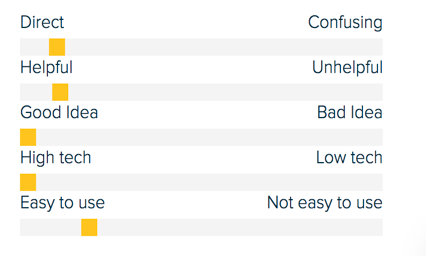 Direct Confusing
Helpful Unhelpful
Good Idea Bad Idea
High tech Low tech
Easy to use Not easy to use